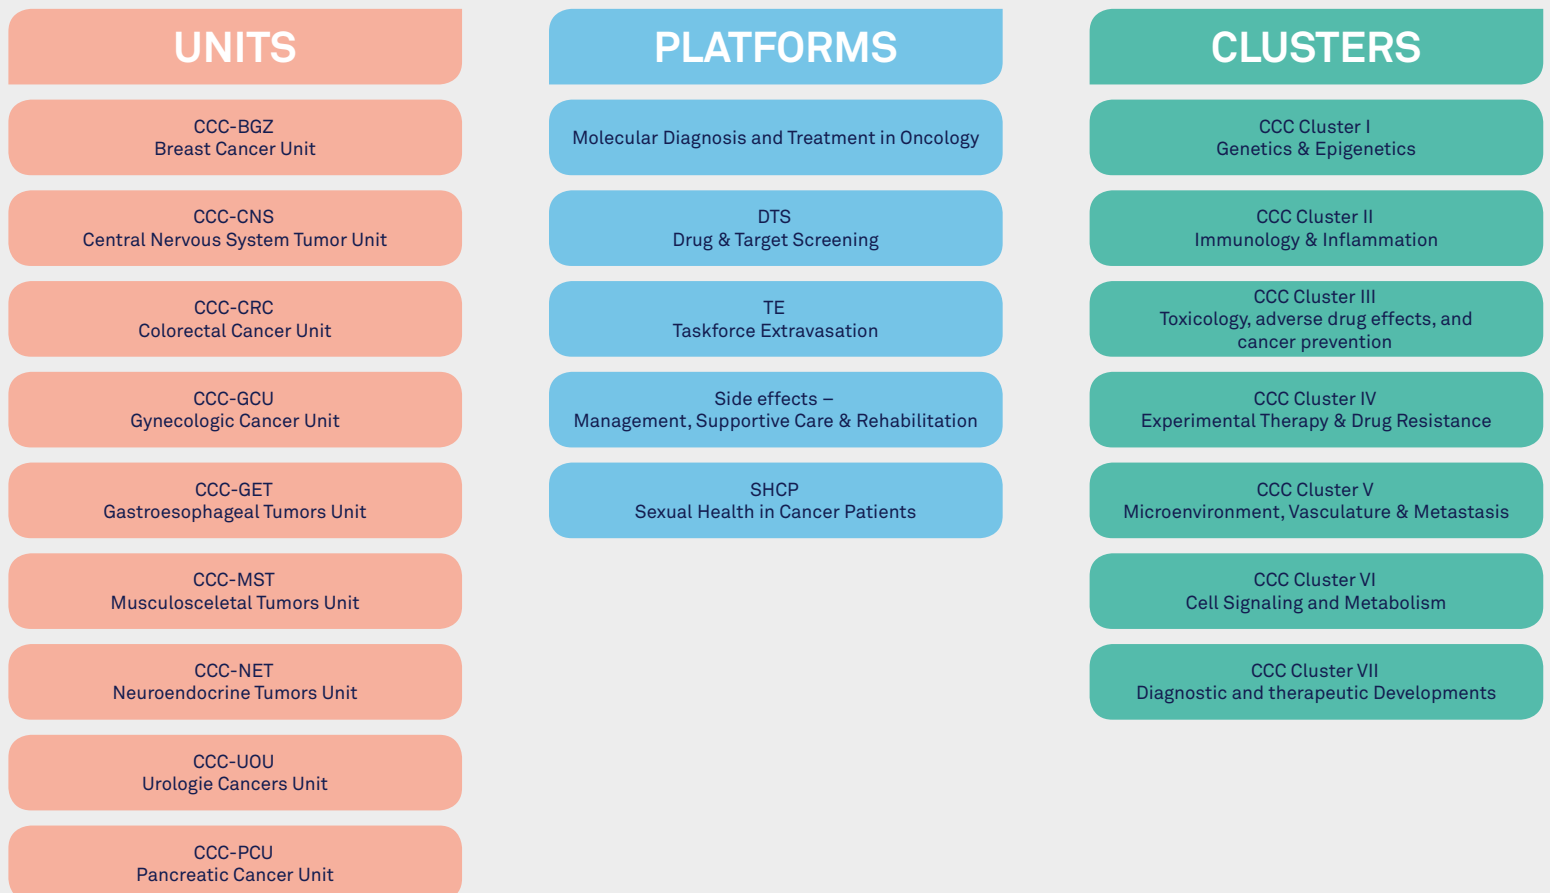 UNITS
CCC-BGZ
Breast Cancer Unit
CCC-CNS
Central Nervous System Tumor Unit
CCC-CRC
Colorectal Cancer Unit
CCC-GCU
Gynecologic Cancer Unit
CCC-GET
Gastroesophageal Tumors Unit
CCC-MST
Musculosceletal Tumors Unit
CCC-NET
Neuroendocrine Tumors Unit
CCC-UOU
Urologie Cancers Unit
CCC-PCU
Pancreatic Cancer Unit
PLATFORMS
Molecular Diagnosis and Treatment in Oncology
DTS
Drug & Target Screening
TE
Taskforce Extravasation
Side effects –
Management, Supportive Care & Rehabilitation
SHCP
Sexual Health in Cancer Patients
CLUSTERS
CCC Cluster I
Genetics & Epigenetics
CCC Cluster II
Immunology & Inflammation
CCC Cluster III
Toxicology, adverse drug effects, and
cancer prevention
CCC Cluster IV
Experimental Therapy & Drug Resistance
CCC Cluster V
Microenvironment, Vasculature & Metastasis
CCC Cluster VI
Cell Signaling and Metabolism
CCC Cluster VII
Diagnostic and therapeutic Developments